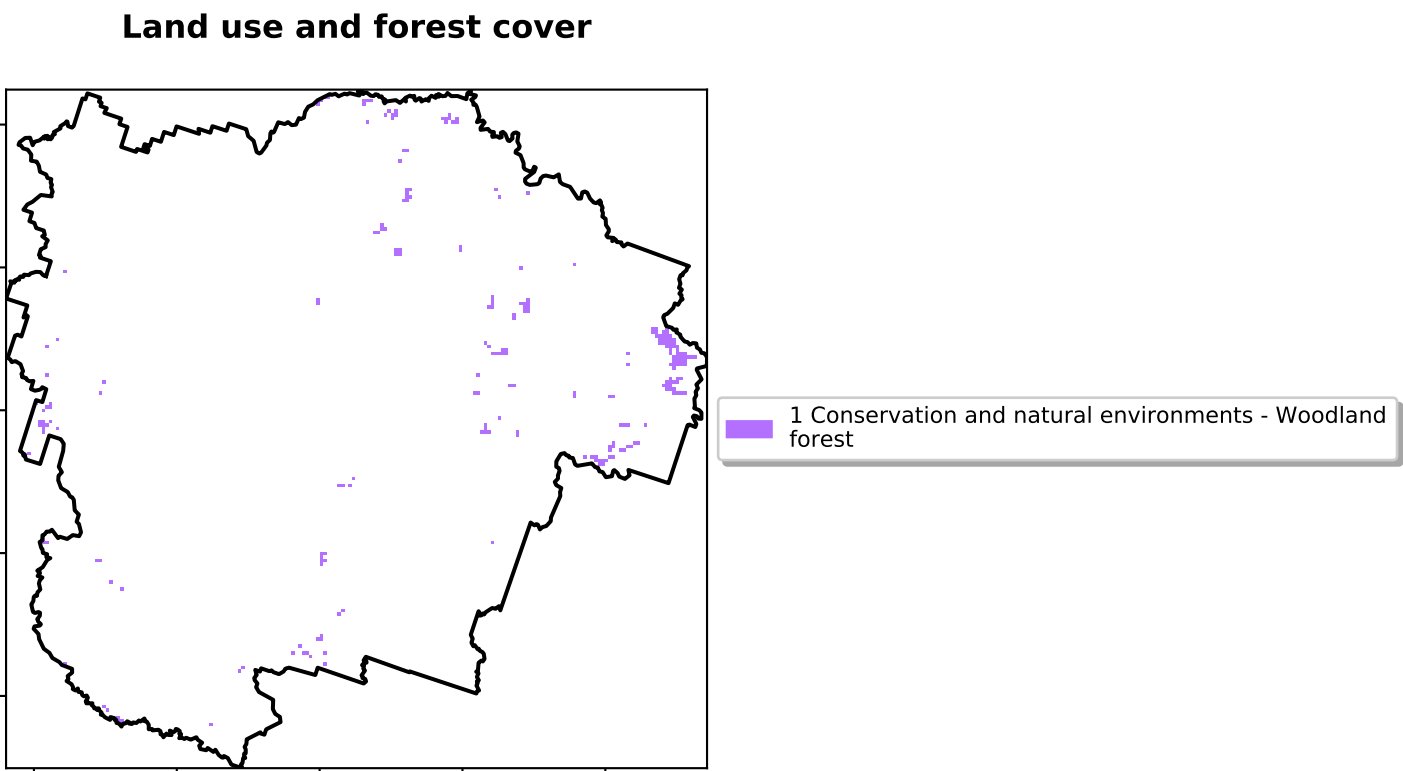 Land use and forest cover
1 Conservation and natural environments - Woodland
forest